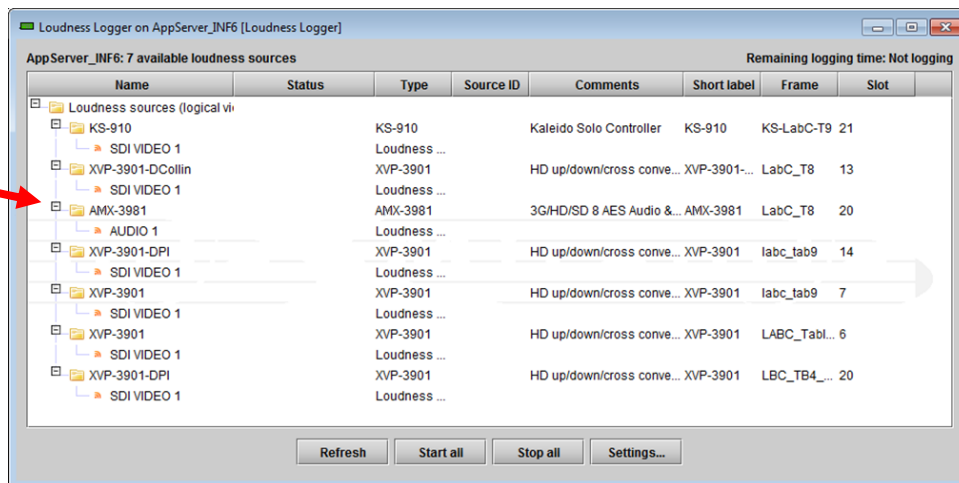 Loudness Logger on AppServer_INF6 [Loudness Logger]
AppServer_INF6: 7 available loudness sources Remaining logging time: Not logging
Name Status Type Source ID Comments Short label Frame Slot
Loudness sources (logical vi
KS-910 KS-910 Kaleido Solo Controller KS-910 KS-LabC-T9 21
SDI VIDEO 1 Loudness ...
XVP-3901-DCollin XVP-3901 HD up/down/cross conve... XVP-3901-... LabC_T8 13
SDI VIDEO 1 Loudness ...
AMX-3981 AMX-3981 3G/HD/SD 8 AES Audio &... AMX-3981 LabC_T8 20
AUDIO 1 Loudness ...
XVP-3901-DPI XVP-3901 HD up/down/cross conve... XVP-3901 labc_tab9 14
SDI VIDEO 1 Loudness ...
XVP-3901 XVP-3901 HD up/down/cross conve... XVP-3901 labc_tab9 7
SDI VIDEO 1 Loudness ...
XVP-3901 XVP-3901 HD up/down/cross conve... XVP-3901 LABC_Tabl... 6
SDI VIDEO 1 Loudness ...
XVP-3901-DPI XVP-3901 HD up/down/cross conve... XVP-3901 LBC_TB4_... 20
SDI VIDEO 1 Loudness ...
Refresh Start all Stop all Settings...